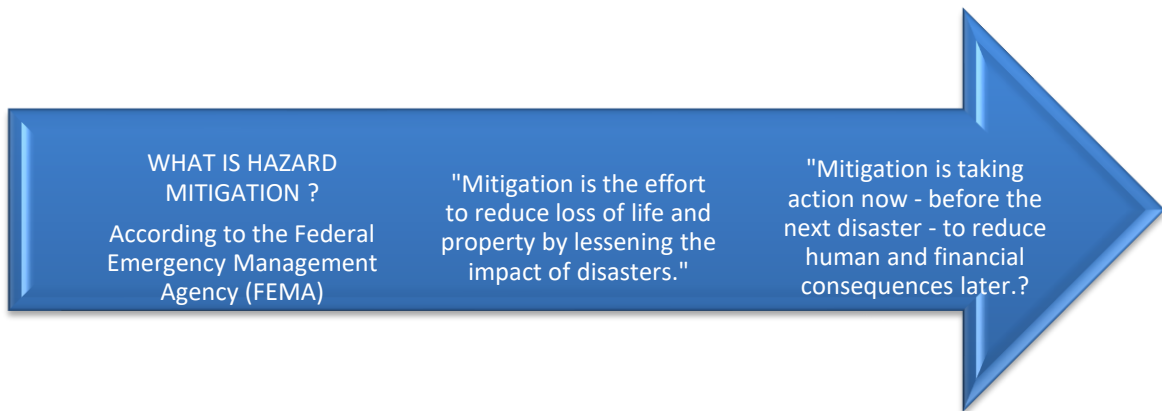 WHAT IS HAZARD
MITIGATION ?
According to the Federal
Emergency Management
Agency (FEMA)
"Mitigation is the effort
to reduce loss of life and
property by lessening the
impact of disasters."
"Mitigation is taking
action now - before the
next disaster - to reduce
human and financial
consequences later.?